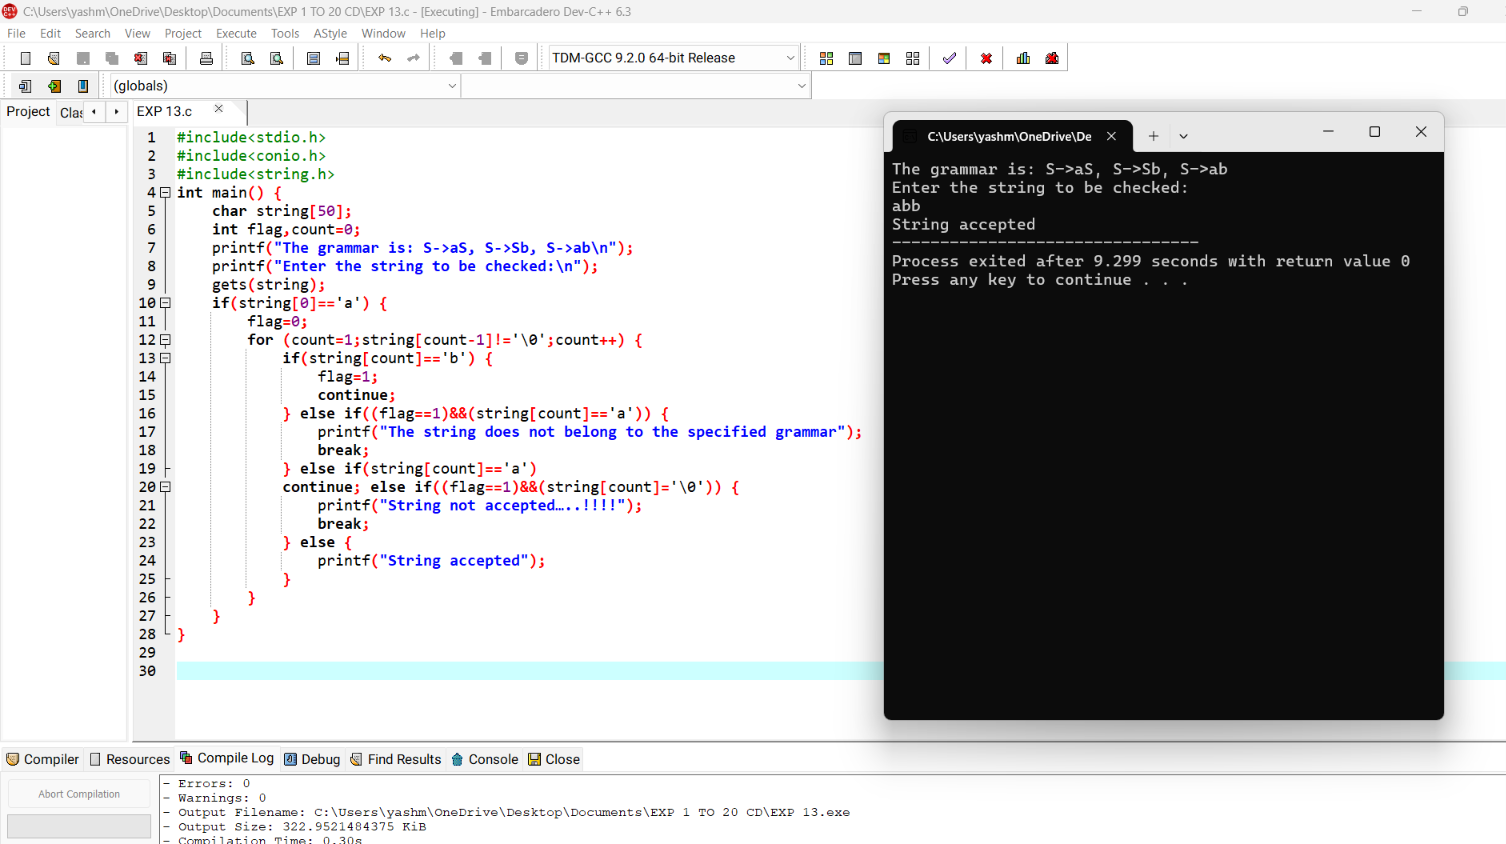 C:\Users\yashm\OneDrive\Desktop\Documents\EXP 1 TO 20 CD\EXP 13.c - [Executing] - Embarcadero Dev-C++ 6.3
File Edit Search View Project Execute Tools AStyle Window Help
TDM-GCC 9.2.0 64-bit Release
(globals)
Project Clas
EXP 13.c
1 #include<stdio.h>
2 #include<conio.h>
3 #include<string.h>
4 int main() {
5 char string[50];
6 int flag,count=0;
7 printf("The grammar is: S->aS, S->Sb, S->ab\n");
8 printf("Enter the string to be checked:\n");
9 gets(string);
10 if(string[0]=='a') {
11 flag=0;
12 for (count=1;string[count-1]!='\0';count++) {
13 if(string[count]=='b') {
14 flag=1;
15 continue;
16 } else if((flag==1)&&(string[count]=='a')) {
17 printf("The string does not belong to the specified grammar");
18 break;
19 } else if(string[count]=='a')
20 continue; else if((flag==1)&&(string[count]='\0')) {
21 printf("String not accepted…..!!!!");
22 break;
23 } else {
24 printf("String accepted");
25 }
26 }
27 }
28 }
29
30
C:\Users\yashm\OneDrive\De
The grammar is: S->aS, S->Sb, S->ab
Enter the string to be checked:
abb
String accepted
--------------------------------
Process exited after 9.299 seconds with return value 0
Press any key to continue . . .
Compiler Resources Compile Log Debug Find Results Console Close
Abort Compilation
- Errors: 0
- Warnings: 0
- Output Filename: C:\Users\yashm\OneDrive\Desktop\Documents\EXP 1 TO 20 CD\EXP 13.exe
- Output Size: 322.9521484375 KiB
- Compilation Time: 0.30s